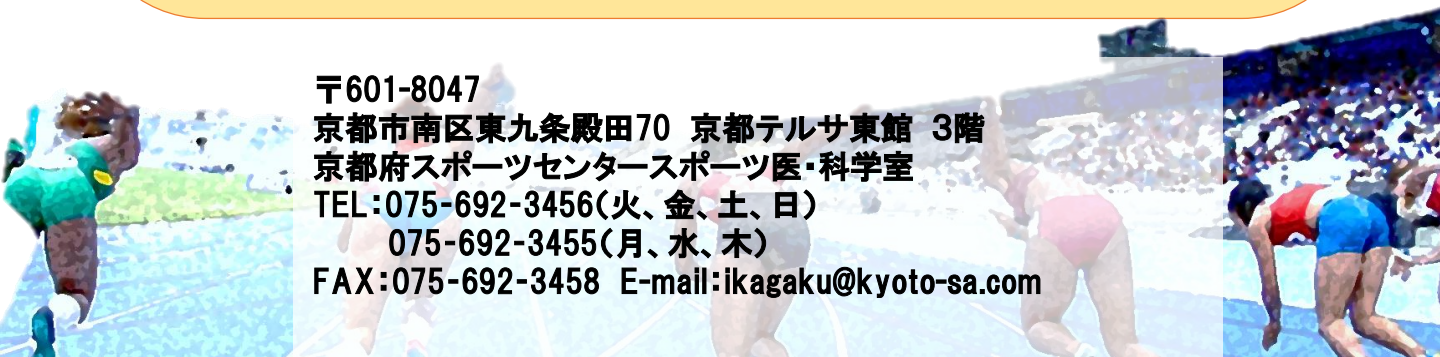 〒601-8047
京都市南区東九条殿田70　京都テルサ東館　３階
京都府スポーツセンタースポーツ医・科学室
TEL：075-692-3456（火、金、土、日）
075-692-3455（月、水、木）
FAX：075-692-3458　E-mail：ikagaku@kyoto-sa.com